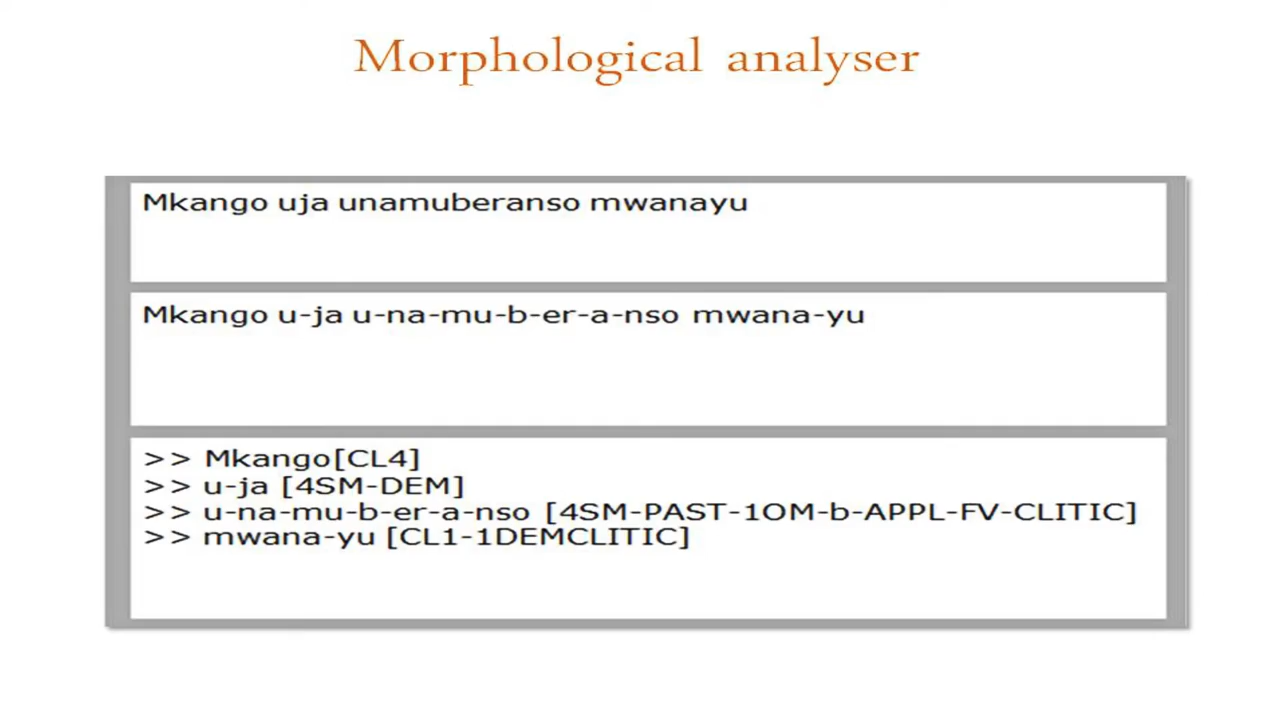 Morphological analyser
Mkango uja unamuberanso mwanayu
Mkango u-ja u-na-mu-b-er-a-nso mwana-yu
>> Mkango[CL4]
>> u-ja [4SM-DEM]
>> u-na-mu-b-er-a-nso [4SM-PAST-1OM-b-APPL-FV-CLITIC]
>> mwana-yu [CL1-1DEMCLITIC]